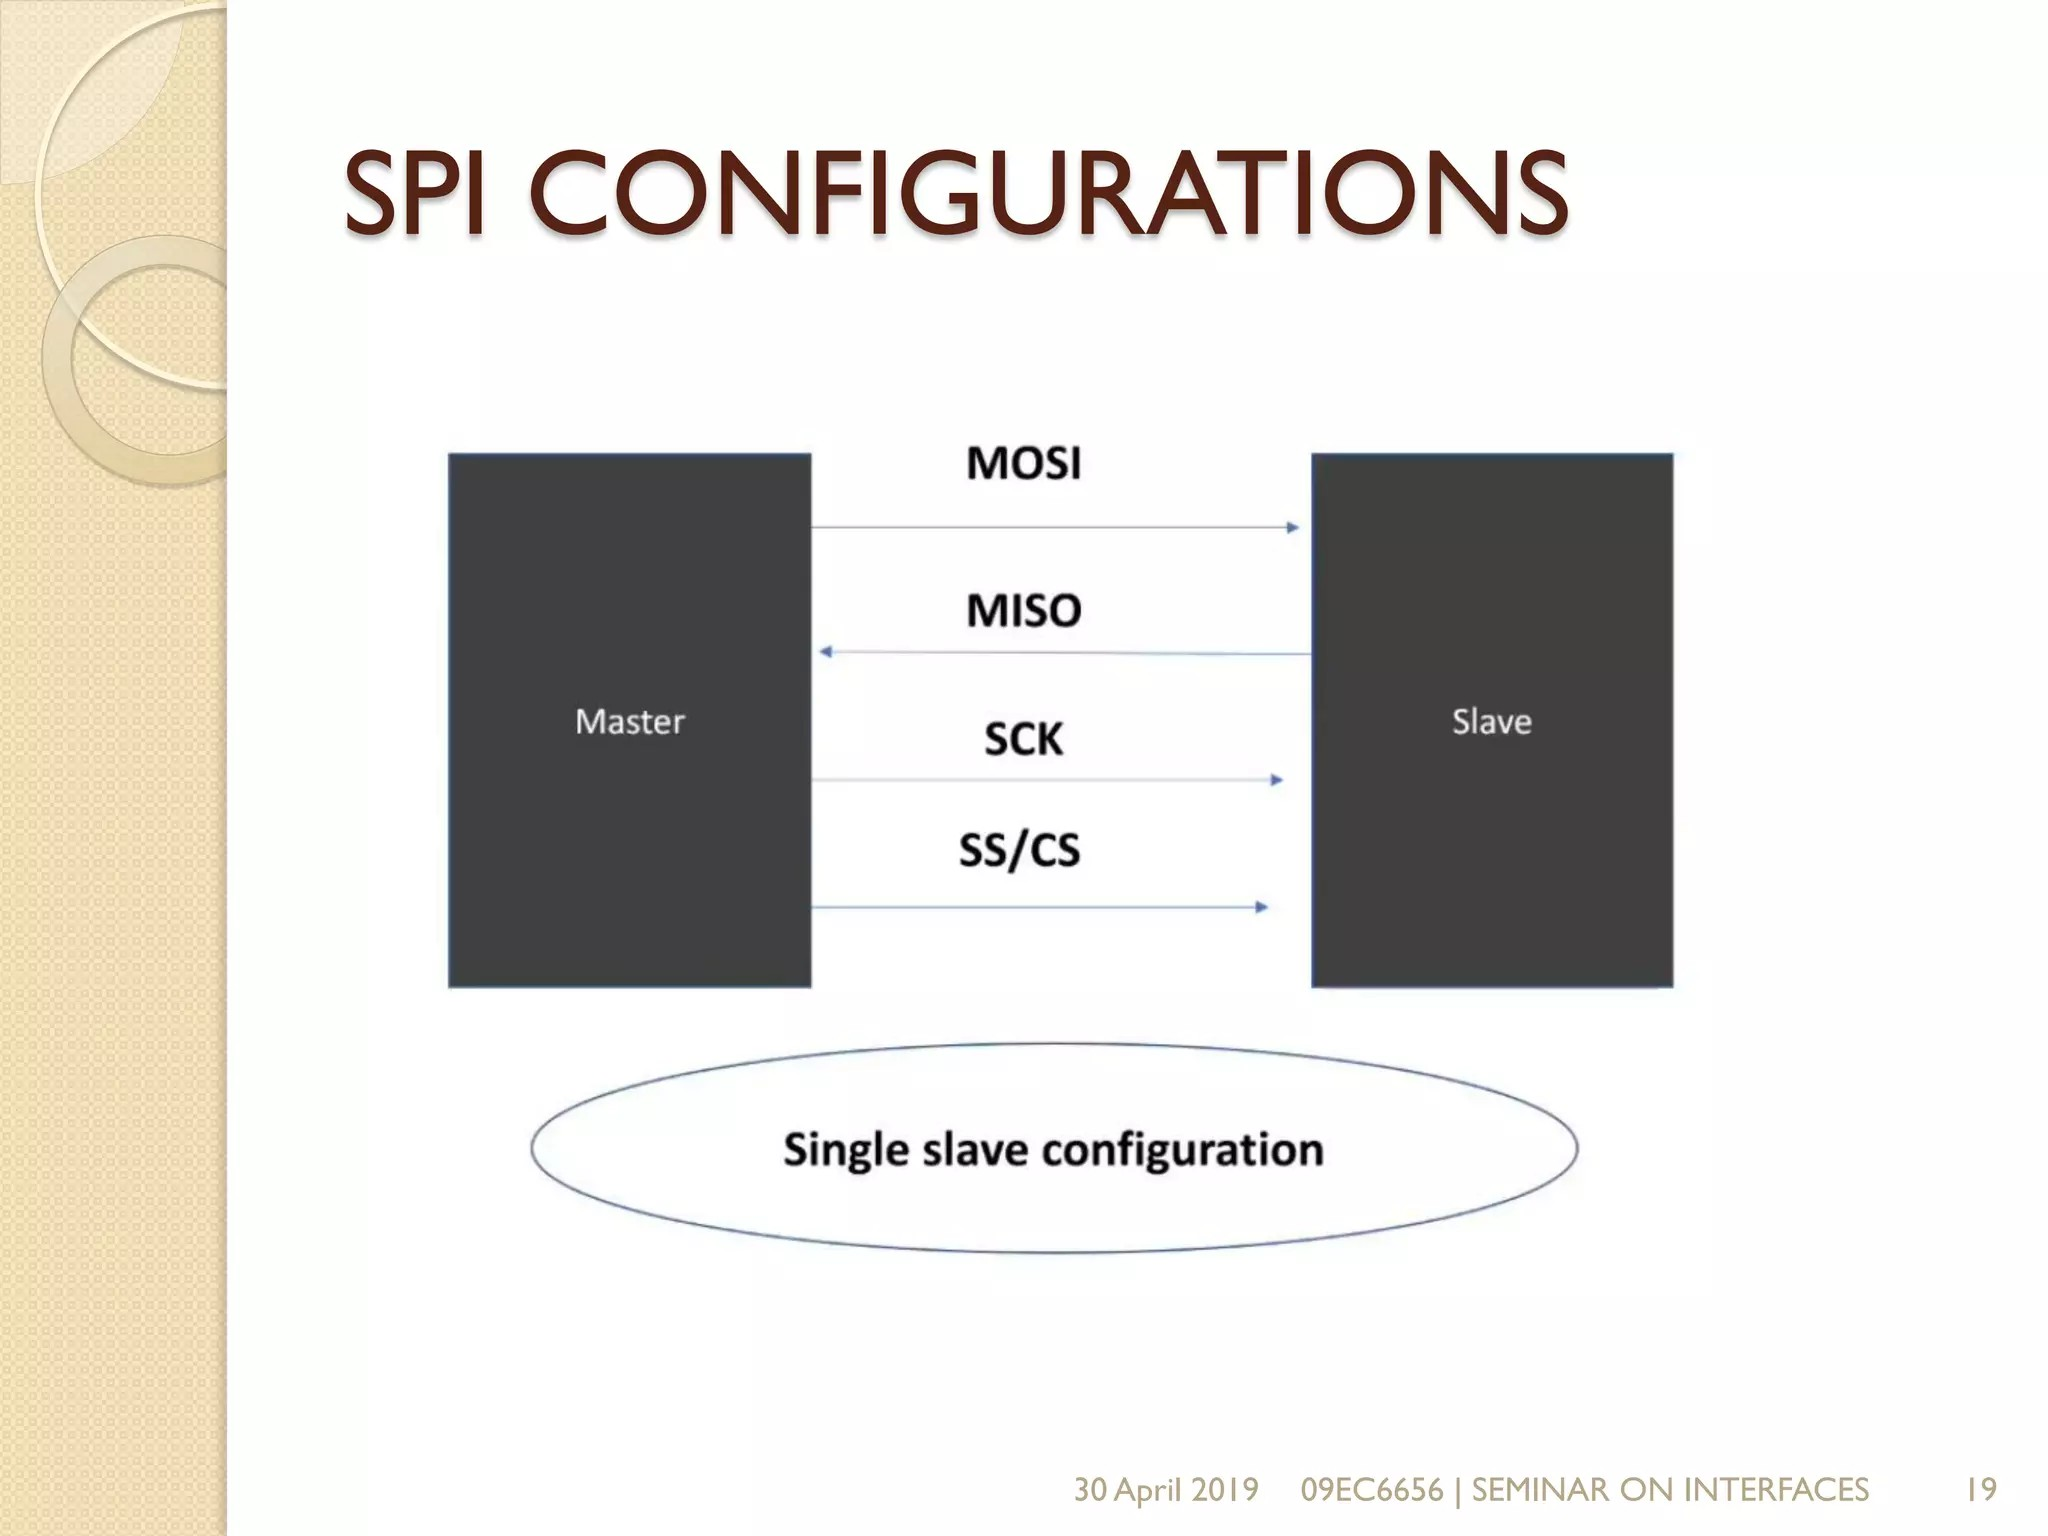 SPI CONFIGURATIONS
MOSI
MISO
Master
SCK
Slave
SS/CS
Single slave configuration
30 April 2019 09EC6656 | SEMINAR ON INTERFACES 19